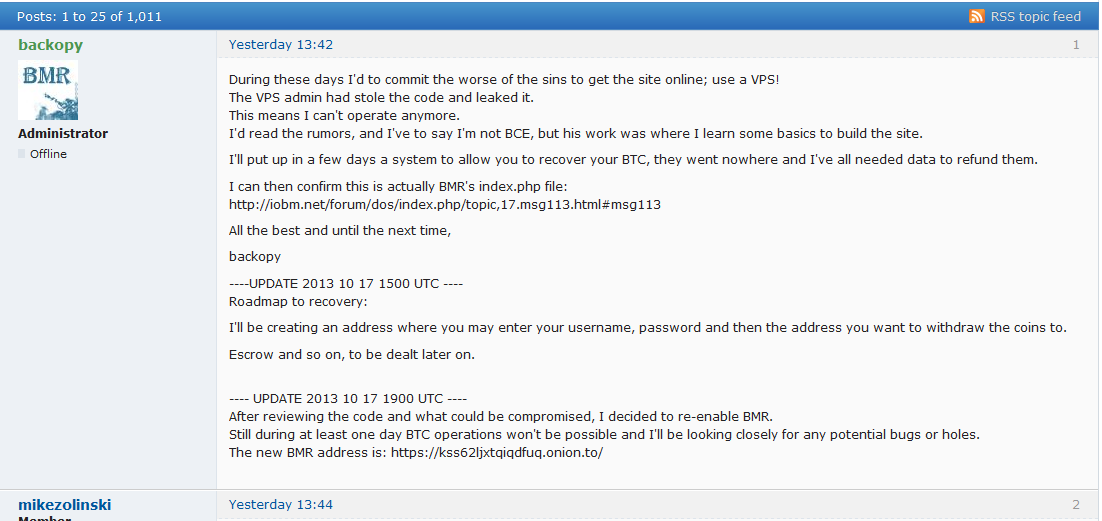 Posts: 1 to 25 of 1,011
RSS topic feed
backopy
Yesterday 13:42
1
BMR
Administrator
Offline
During these days I'd to commit the worse of the sins to get the site online; use a VPS!
The VPS admin had stole the code and leaked it.
This means I can't operate anymore.
I'd read the rumors, and I've to say I'm not BCE, but his work was where I learn some basics to build the site.
I'll put up in a few days a system to allow you to recover your BTC, they went nowhere and I've all needed data to refund them.
I can then confirm this is actually BMR's index.php file:
http://iobm.net/forum/dos/index.php/topic,17.msg113.html#msg113
All the best and until the next time,
backopy
----UPDATE 2013 10 17 1500 UTC ----
Roadmap to recovery:
I'll be creating an address where you may enter your username, password and then the address you want to withdraw the coins to.
Escrow and so on, to be dealt later on.
---- UPDATE 2013 10 17 1900 UTC ----
After reviewing the code and what could be compromised, I decided to re-enable BMR.
Still during at least one day BTC operations won't be possible and I'll be looking closely for any potential bugs or holes.
The new BMR address is: https://kss62ljxtqiqdfuq.onion.to/
mikezolinski
Yesterday 13:44
2
Member